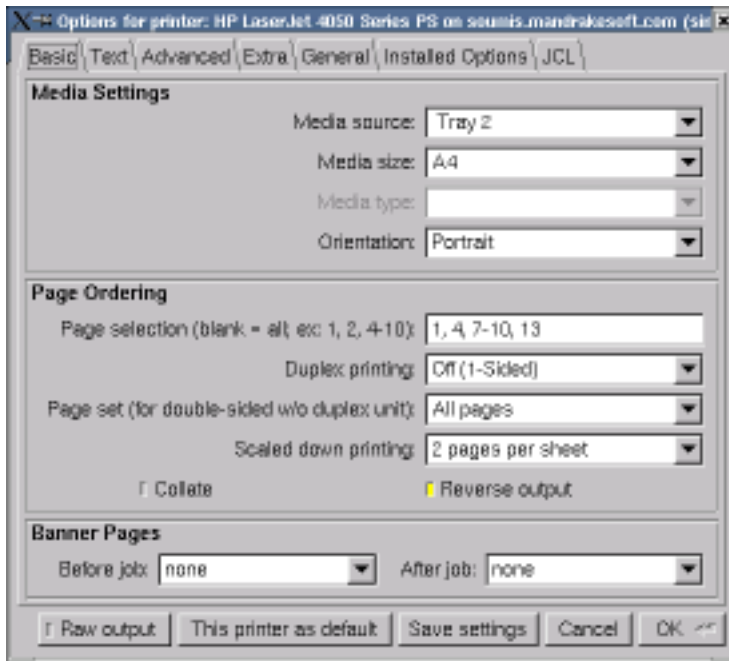 Options for printer: HP LaserJet 4050 Series PS on soumis.mandrakesoft.com (
Basic Text Advanced Extra General Installed Options JCL
Media Settings
Media source: Tray 2
Media size: A4
Media type:
Orientation: Portrait
Page Ordering
Page selection (blank = all; ex: 1, 2, 4-10): 1, 4, 7-10, 13
Duplex printing: Off (1-Sided)
Page set (for double-sided w/o duplex unit): All pages
Scaled down printing: 2 pages per sheet
Collate Reverse output
Banner Pages
Before job: none After job: none
Raw output This printer as default Save settings Cancel OK